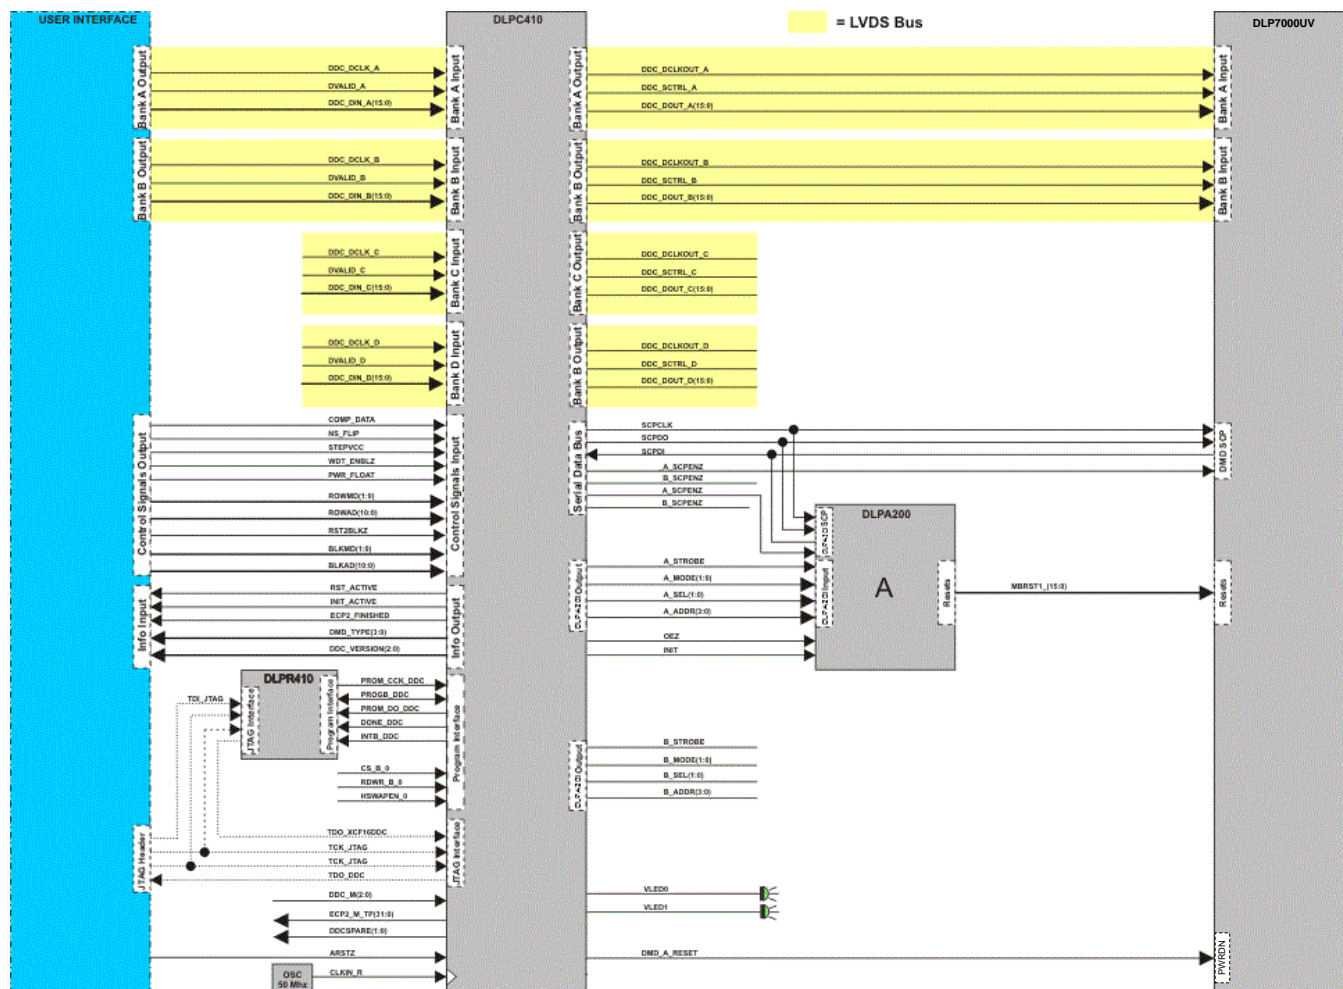 USER INTERFACE
DLPC410
= LVDS Bus
DLP7000UV
Bank A Output
DDC_DCLK_A
DVALID_A
DDC_DIN_A(15:0)
Bank A Input
Bank A Output
DDC_DCLKOUT_A
DDC_SCTRL_A
DDC_DOUT_A(15:0)
Bank A Input
Bank B Output
DDC_DCLK_B
DVALID_B
DDC_DIN_B(15:0)
Bank B Input
Bank B Output
DDC_DCLKOUT_B
DDC_SCTRL_B
DDC_DOUT_B(15:0)
Bank B Input
DDC_DCLK_C
DVALID_C
DDC_DIN_C(15:0)
Bank C Input
Bank C Output
DDC_DCLKOUT_C
DDC_SCTRL_C
DDC_DOUT_C(15:0)
DDC_DCLK_D
DVALID_D
DDC_DIN_D(15:0)
Bank D Input
Bank B Output
DDC_DCLKOUT_D
DDC_SCTRL_D
DDC_DOUT_D(15:0)
Control Signals Output
COMP_DATA
NS_FLIP
STEPVCC
WDT_ENBLZ
PWR_FLOAT
ROWMD(1:0)
ROWAD(10:0)
RST2BLKZ
BLKMD(1:0)
BLKAD(10:0)
Control Signals Input
Serial Data Bus
SCPCLK
SCPDO
SCPDI
A_SCPENZ
B_SCPENZ
A_SCPENZ
B_SCPENZ
DMD SCP
DLPA200
DLPA200 SCP
DLPA200 Input
A
Resets
DLPA200 Output
A_STROBE
A_MODE(1:0)
A_SEL(1:0)
A_ADDR(3:0)
OEZ
INIT
MBRST1_(15:0)
Resets
Info Input
RST_ACTIVE
INIT_ACTIVE
ECP2_FINISHED
DMD_TYPE(3:0)
DDC_VERSION(2:0)
Info Output
DLPR410
TDI_JTAG
JTAG Interface
Program Interface
PROM_CCK_DDC
PROGB_DDC
PROM_DO_DDC
DONE_DDC
INTB_DDC
CS_B_0
RDWR_B_0
HSWAPEN_0
Program Interface
DLPA200 Output
B_STROBE
B_MODE(1:0)
B_SEL(1:0)
B_ADDR(3:0)
JTAG Header
TDO_XCF16DDC
TCK_JTAG
TCK_JTAG
TDO_DDC
JTAG Interface
DDC_M(2:0)
ECP2_M_TP(31:0)
DDCSPARE(1:0)
ARSTZ
OSC
50 Mhz
CLKIN_R
VLED0
VLED1
DMD_A_RESET
PWRDN